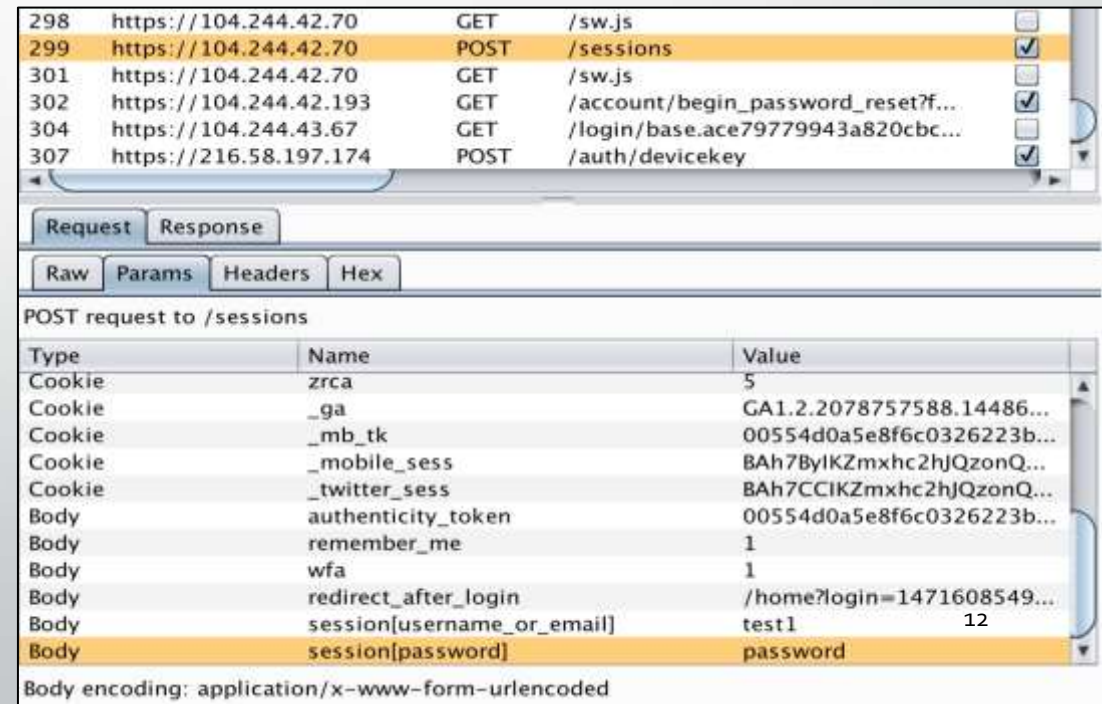 298 https://104.244.42.70 GET /sw.js
299 https://104.244.42.70 POST /sessions
301 https://104.244.42.70 GET /sw.js
302 https://104.244.42.193 GET /account/begin_password_reset?f...
304 https://104.244.43.67 GET /login/base.ace79779943a820cbc...
307 https://216.58.197.174 POST /auth/devicekey
Request Response
Raw Params Headers Hex
POST request to /sessions
Type Name Value
Cookie zrca 5
Cookie _ga GA1.2.2078757588.14486...
Cookie _mb_tk 00554d0a5e8f6c0326223b...
Cookie _mobile_sess BAh7ByIKZmxhc2hJQzonQ...
Cookie _twitter_sess BAh7CCIKZmxhc2hJQzonQ...
Body authenticity_token 00554d0a5e8f6c0326223b...
Body remember_me 1
Body wfa 1
Body redirect_after_login /home?login=1471608549...
Body session[username_or_email] test1 12
Body session[password] password
Body encoding: application/x-www-form-urlencoded